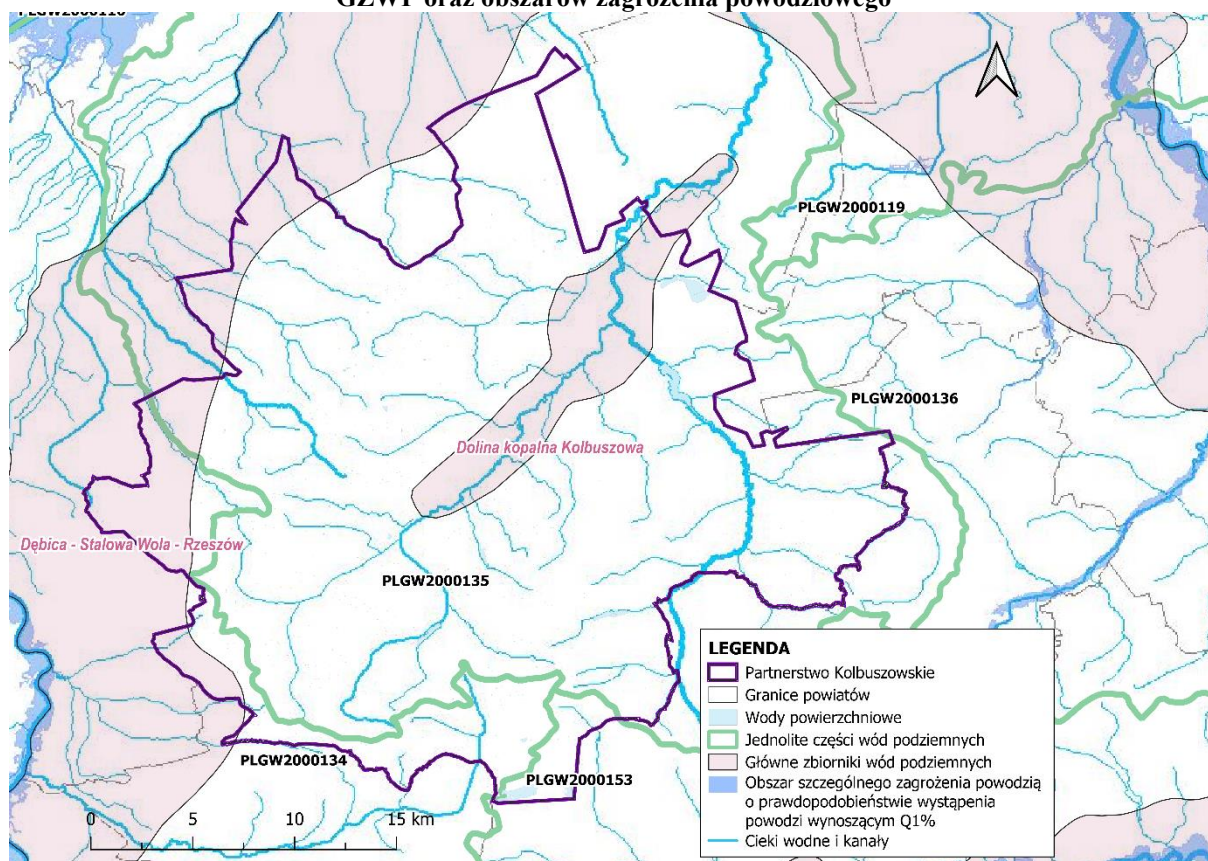 GZWP oraz obszarów zagrożenia powodziowego
PLGW2000119
Dolina kopalna Kolbuszowa
PLGW2000136
Dębica - Stalowa Wola - Rzeszów
PLGW2000135
PLGW2000134
PLGW2000153
0 5 10 15 km
LEGENDA
Partnerstwo Kolbuszowskie
Granice powiatów
Wody powierzchniowe
Jednolite części wód podziemnych
Główne zbiorniki wód podziemnych
Obszar szczególnego zagrożenia powodzią
o prawdopodobieństwie wystąpenia
powodzi wynoszącym Q1%
Cieki wodne i kanały